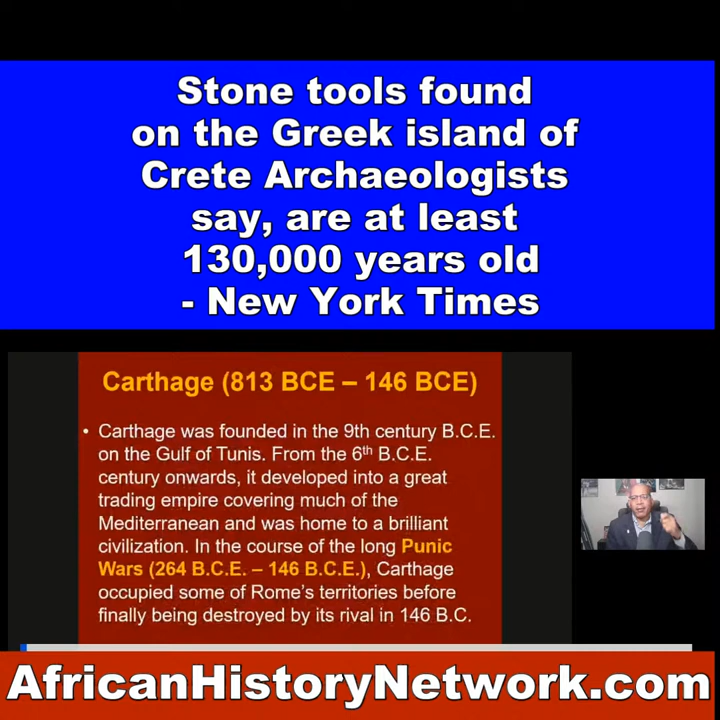 Stone tools found
on the Greek island of
Crete Archaeologists
say, are at least
130,000 years old
- New York Times
Carthage (813 BCE – 146 BCE)
• Carthage was founded in the 9th century B.C.E.
on the Gulf of Tunis. From the 6th B.C.E.
century onwards, it developed into a great
trading empire covering much of the
Mediterranean and was home to a brilliant
civilization. In the course of the long Punic
Wars (264 B.C.E. – 146 B.C.E.), Carthage
occupied some of Rome's territories before
finally being destroyed by its rival in 146 B.C.
AfricanHistoryNetwork.com